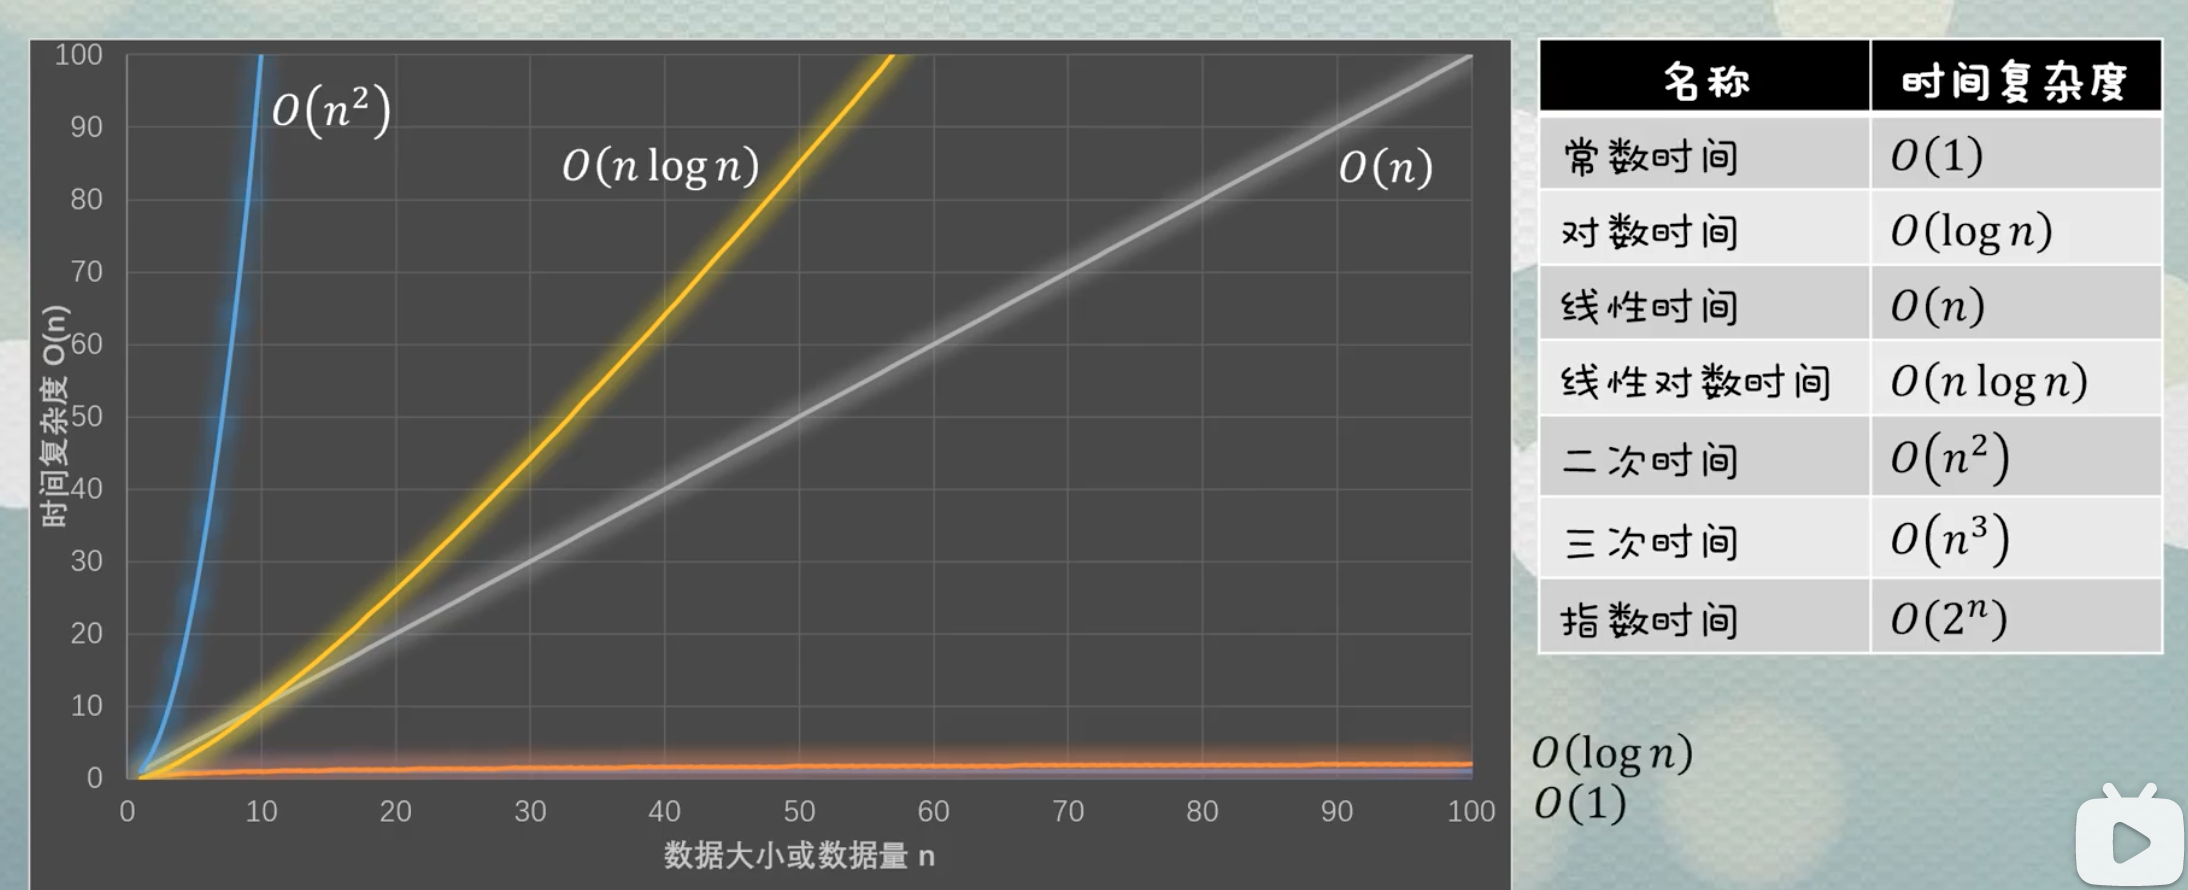 100
90
80
70
60
50
40
30
20
10
0
时间复杂度 O(n)
O(n²)
O(n log n)
O(n)
0 10 20 30 40 50 60 70 80 90 100
数据大小或数据量 n
名称 时间复杂度
常数时间 O(1)
对数时间 O(log n)
线性时间 O(n)
线性对数时间 O(n log n)
二次时间 O(n²)
三次时间 O(n³)
指数时间 O(2ⁿ)
O(log n)
O(1)